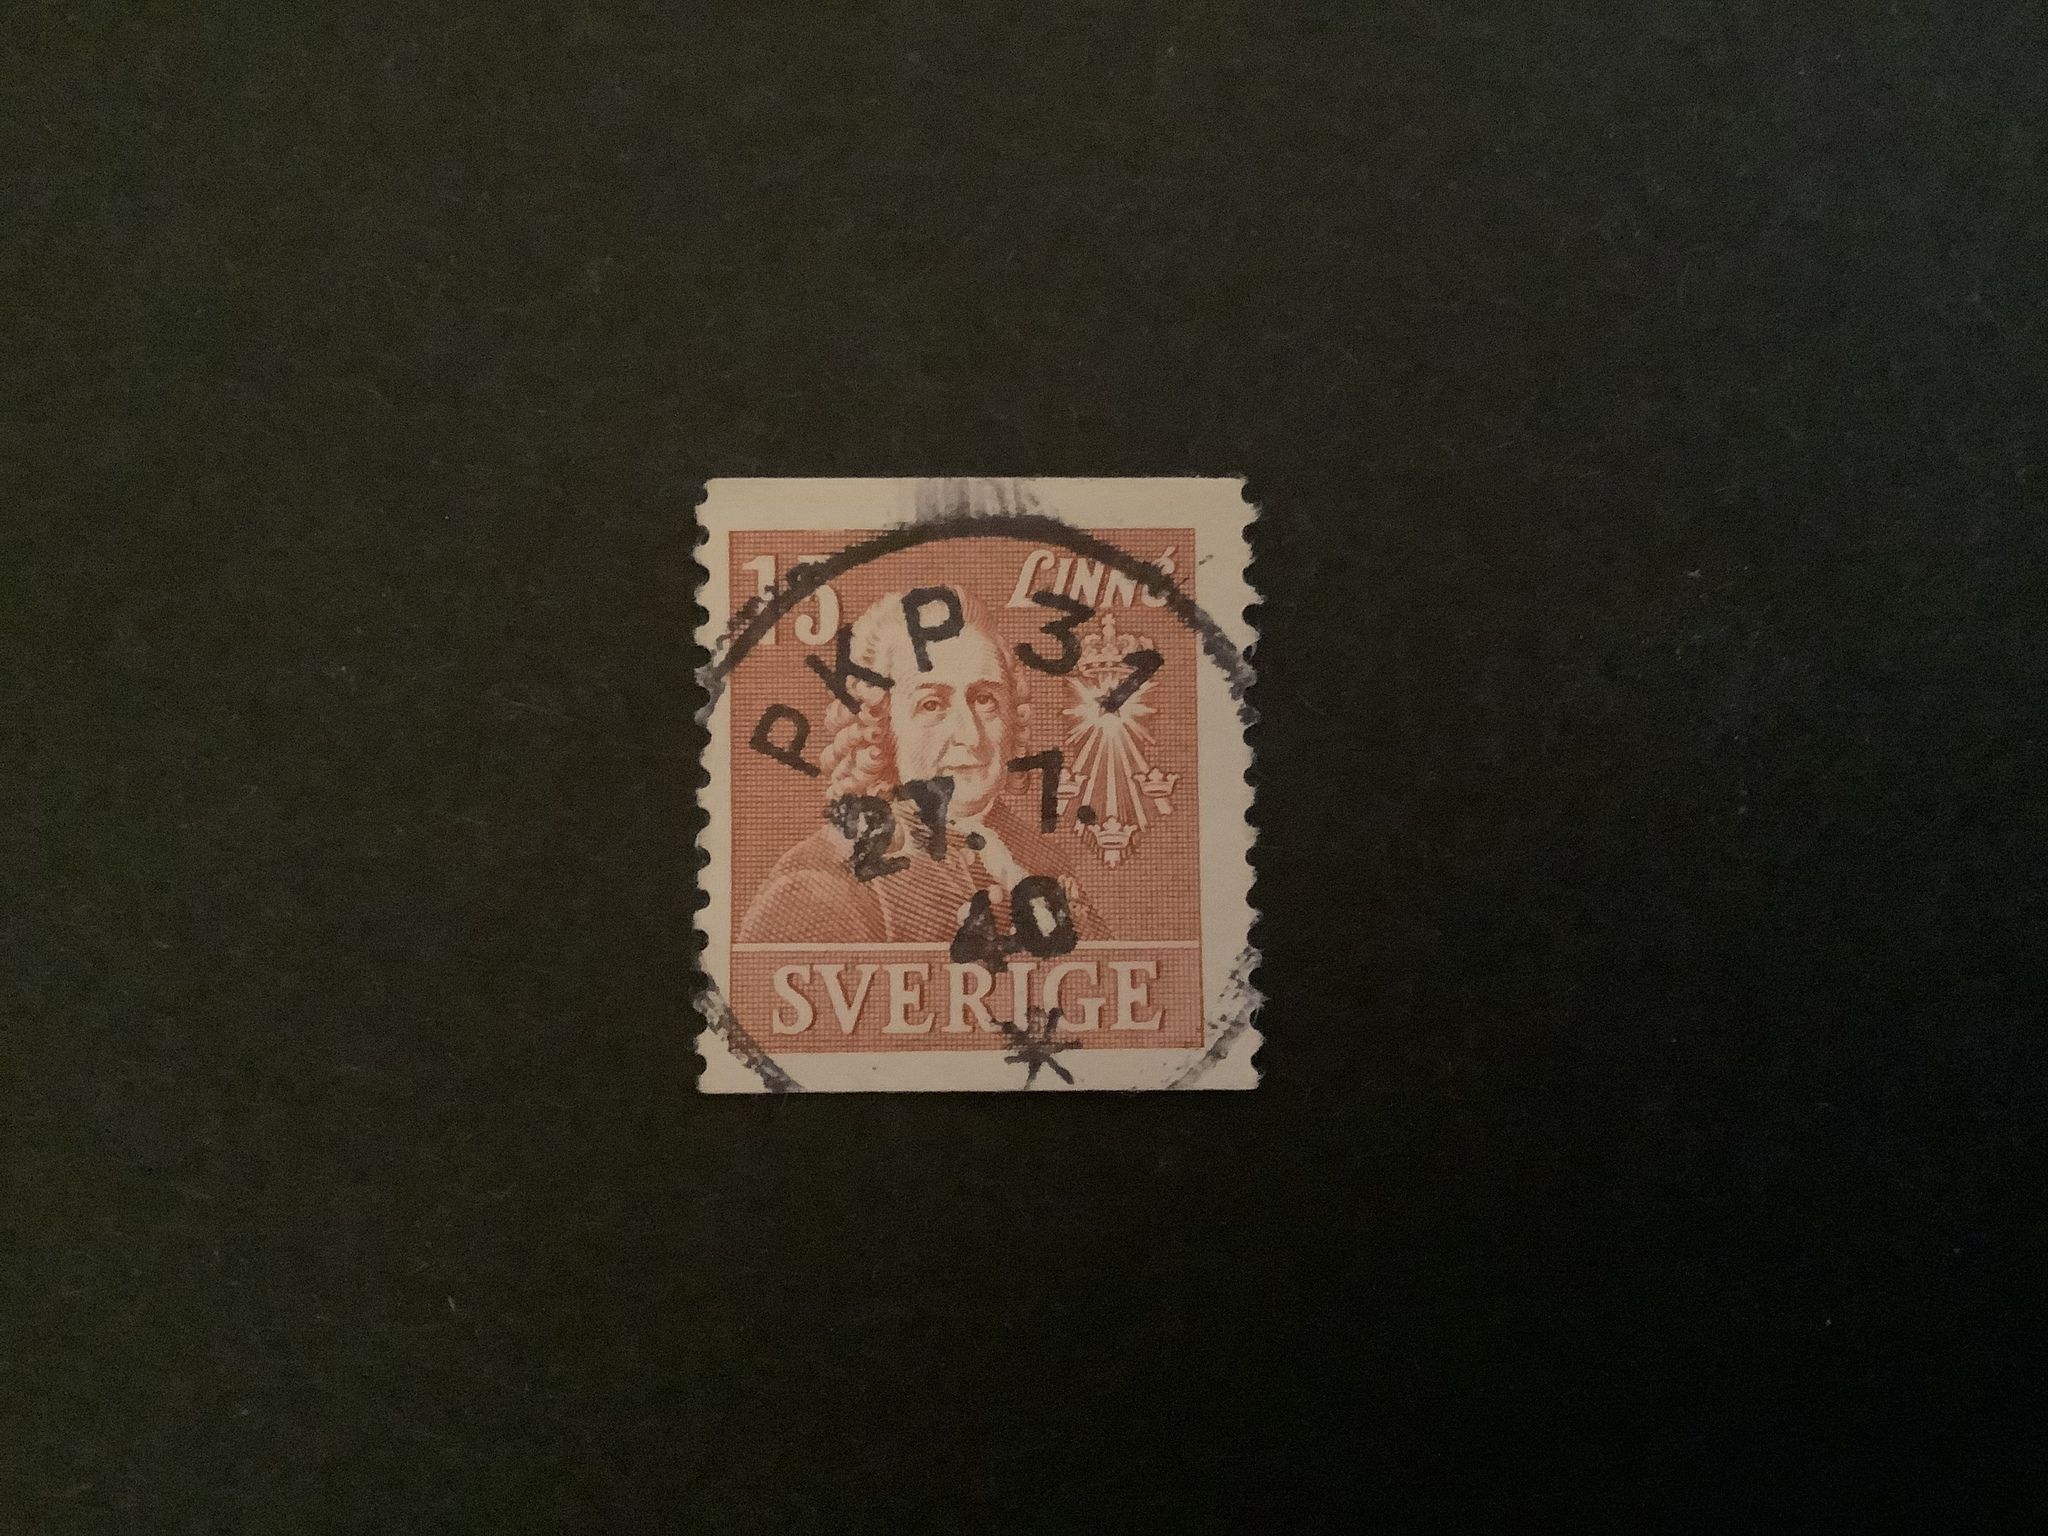 15 LINNÉ
PKP 31
27. 7.
40
SVERIGE
*